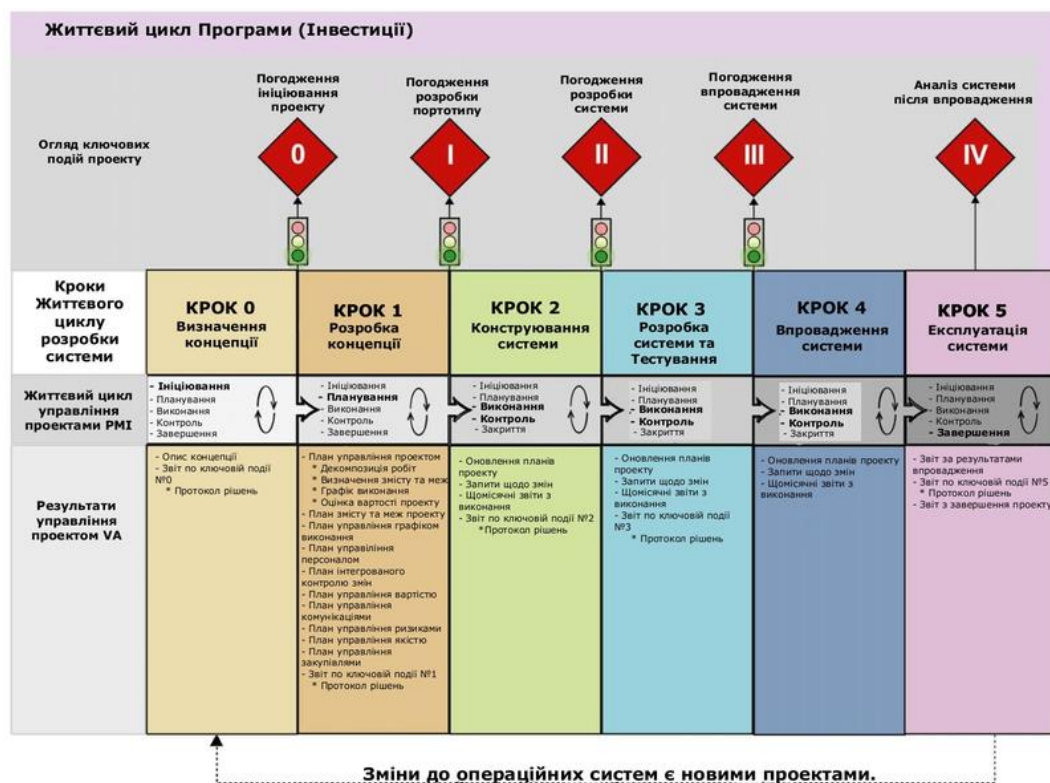 Життєвий цикл Програми (Інвестиції)
Огляд ключових
подій проекту
Погодження
ініціювання
проекту
0
Погодження
розробки
портотипу
I
Погодження
розробки
системи
II
Погодження
впровадження
системи
III
Аналіз системи
після впровадження
IV
Кроки
Життєвого
циклу
розробки
системи
КРОК 0
Визначення
концепції
КРОК 1
Розробка
концепції
КРОК 2
Конструювання
системи
КРОК 3
Розробка
системи та
Тестування
КРОК 4
Впровадження
системи
КРОК 5
Експлуатація
системи
Життєвий цикл
управління
проектами PMI
- Ініціювання
- Планування
- Виконання
- Контроль
- Завершення
- Ініціювання
- Планування
- Виконання
- Контроль
- Завершення
- Ініціювання
- Планування
- Виконання
- Контроль
- Закриття
- Ініціювання
- Планування
- Виконання
- Контроль
- Закриття
- Ініціювання
- Планування
- Виконання
- Контроль
- Закриття
- Ініціювання
- Планування
- Виконання
- Контроль
- Завершення
Результати
управління
проектом VA
- Опис концепції
- Звіт по ключовій події
№0
* Протокол рішень
- План управління проектом
* Декомпозиція робіт
* Визначення змісту та меж
* Графік виконання
* Оцінка вартості проекту
- План змісту та меж проекту
- План управління графіком
виконання
- План управіління
персоналом
- План інтегрованого
контролю змін
- План управління вартістю
- План управління
комунікаціями
- План управління ризиками
- План управління якістю
- План управління
закупівлями
- Звіт по ключовій події №1
* Протокол рішень
- Оновлення планів
проекту
- Запити щодо змін
- Щомісячні звіти з
виконання
- Звіт по ключовій події №2
*Протокол рішень
- Оновлення планів
проекту
- Запити щодо змін
- Щомісячні звіти з
виконання
- Звіт по ключовій події
№3
* Протокол рішень
- Оновлення планів проекту
- Запити щодо змін
- Щомісячні звіти з
виконання
- Звіт за результатами
впровадження
- Звіт по ключовій події №5
* Протокол рішень
- Звіт з завершення проекту
Зміни до операційних систем є новими проектами.